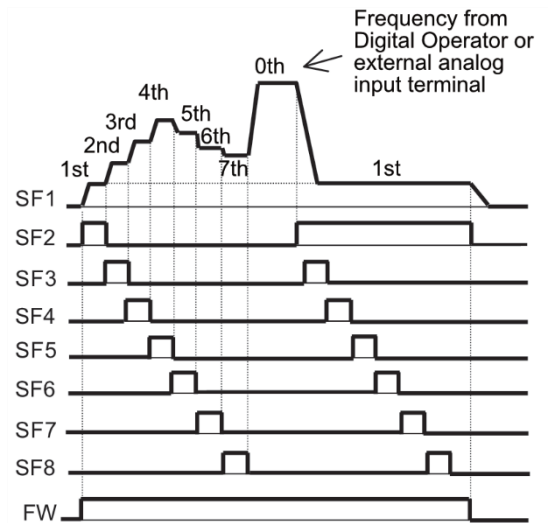 Frequency from
Digital Operator or
external analog
input terminal
0th
4th
3rd
5th
2nd
6th
1st
7th
1st
SF1
SF2
SF3
SF4
SF5
SF6
SF7
SF8
FW